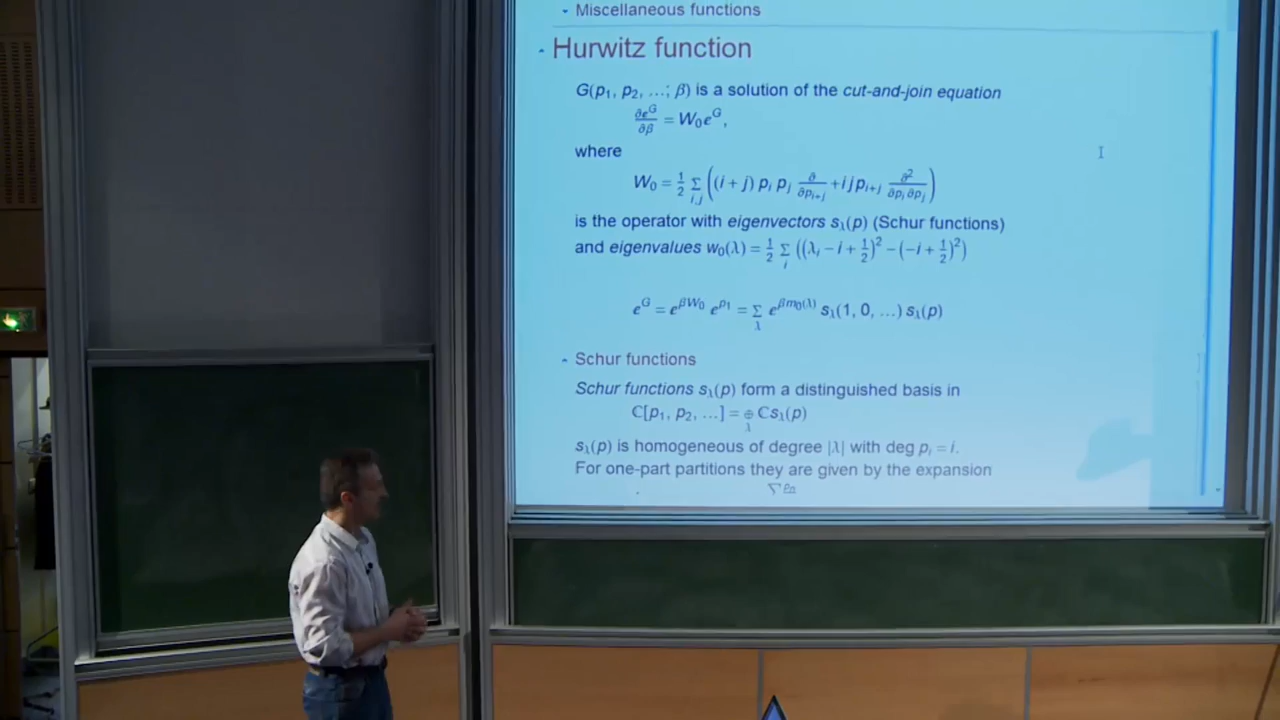 - Miscellaneous functions
Hurwitz function
G(p₁, p₂, …; β) is a solution of the cut-and-join equation
∂e^G/∂β = W₀e^G,
where
W₀ = 1/2 Σ_{i,j} ((i + j) p_i p_j ∂/∂p_{i+j} + i j p_{i+j} ∂²/∂p_i ∂p_j)
is the operator with eigenvectors s_λ(p) (Schur functions)
and eigenvalues w₀(λ) = 1/2 Σ_i ((λ_i − i + 1/2)² − (−i + 1/2)²)
e^G = e^{βW₀} e^{p₁} = Σ_λ e^{βm₀(λ)} s_λ(1, 0, …) s_λ(p)
Schur functions
Schur functions s_λ(p) form a distinguished basis in
ℂ[p₁, p₂, …] = ⊕_λ ℂs_λ(p)
s_λ(p) is homogeneous of degree |λ| with deg p_i = i.
For one-part partitions they are given by the expansion